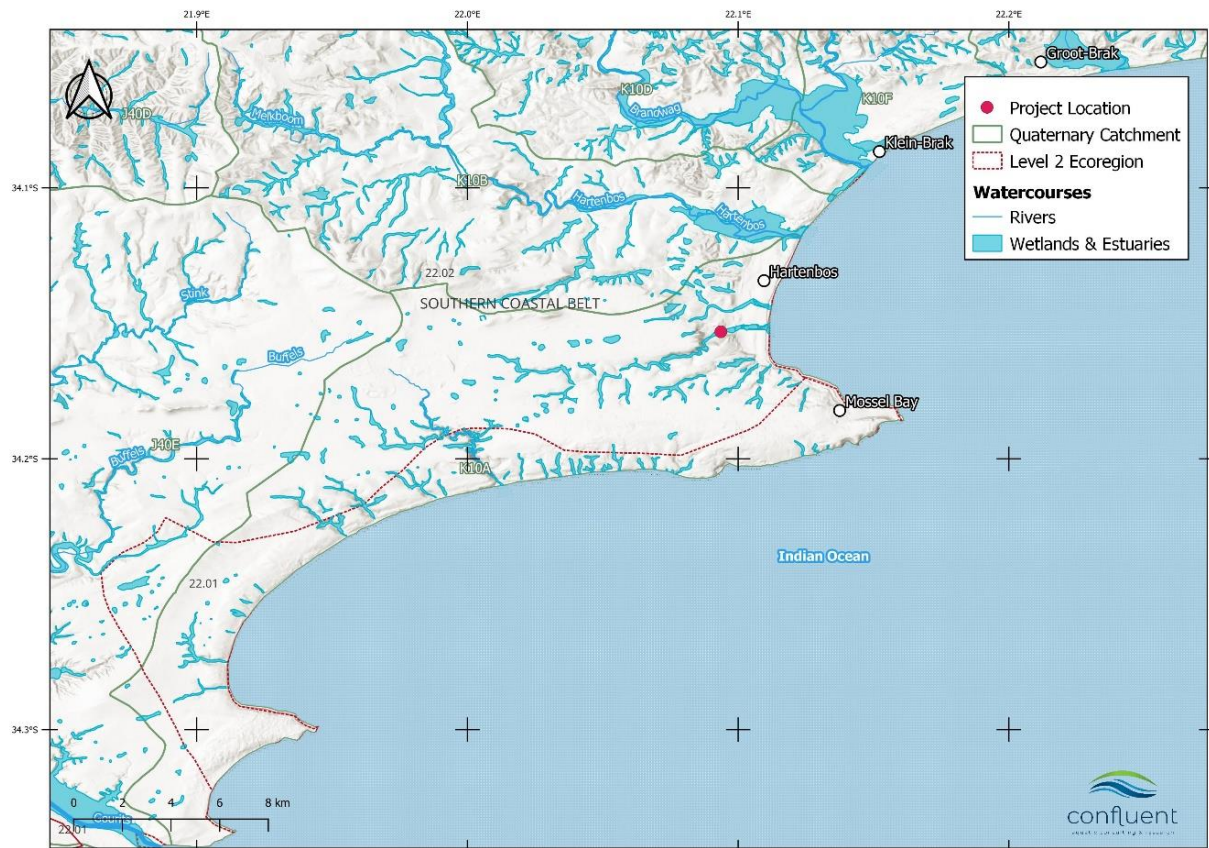 21.9°E
22.0°E
22.1°E
22.2°E
Groot-Brak
Project Location
Quaternary Catchment
Level 2 Ecoregion
Watercourses
Rivers
Wetlands & Estuaries
J40D
Melkboom
K10D
Brandwag
K10F
Klein-Brak
34.1°S
K10B
Hartenbos
Hartenbos
Hartenbos
22.02
SOUTHERN COASTAL BELT
Stink
Buffels
Mossel Bay
J40E
Buffels
34.2°S
K10A
Indian Ocean
22.01
34.3°S
0 2 4 6 8 km
22.01
confluent